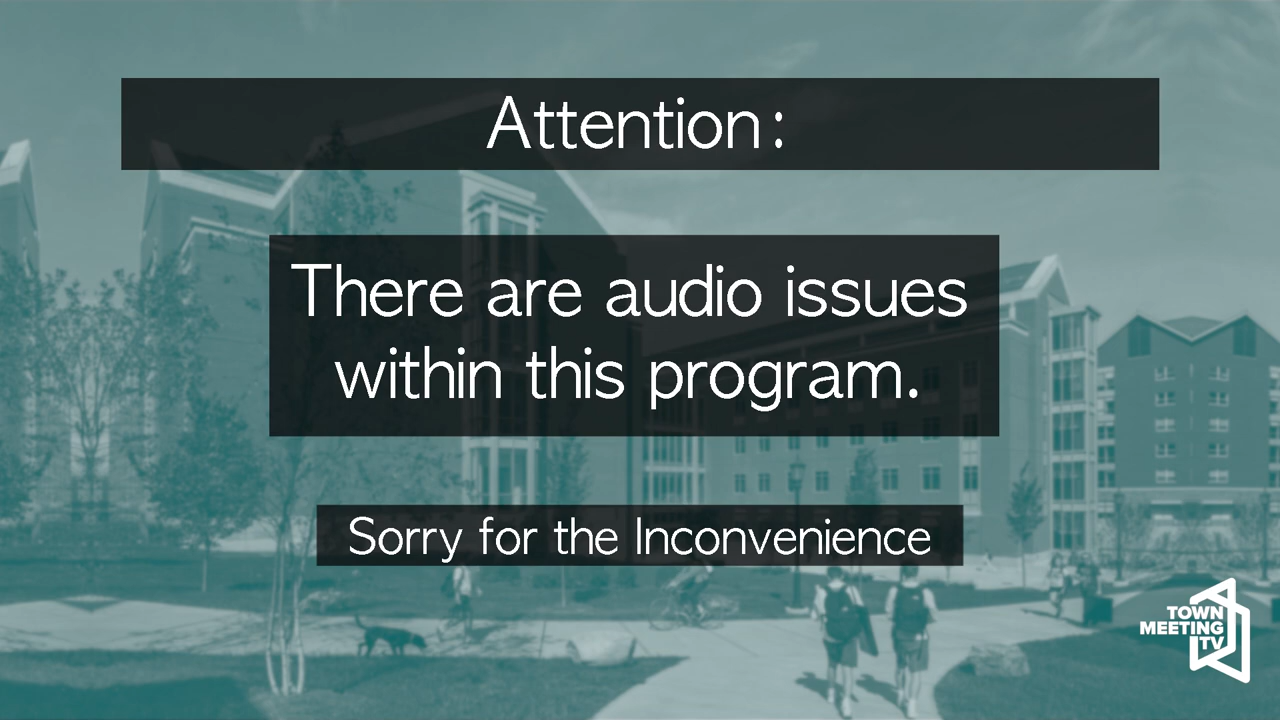 Attention:
There are audio issues
within this program.
Sorry for the Inconvenience
TOWN
MEETING
TV